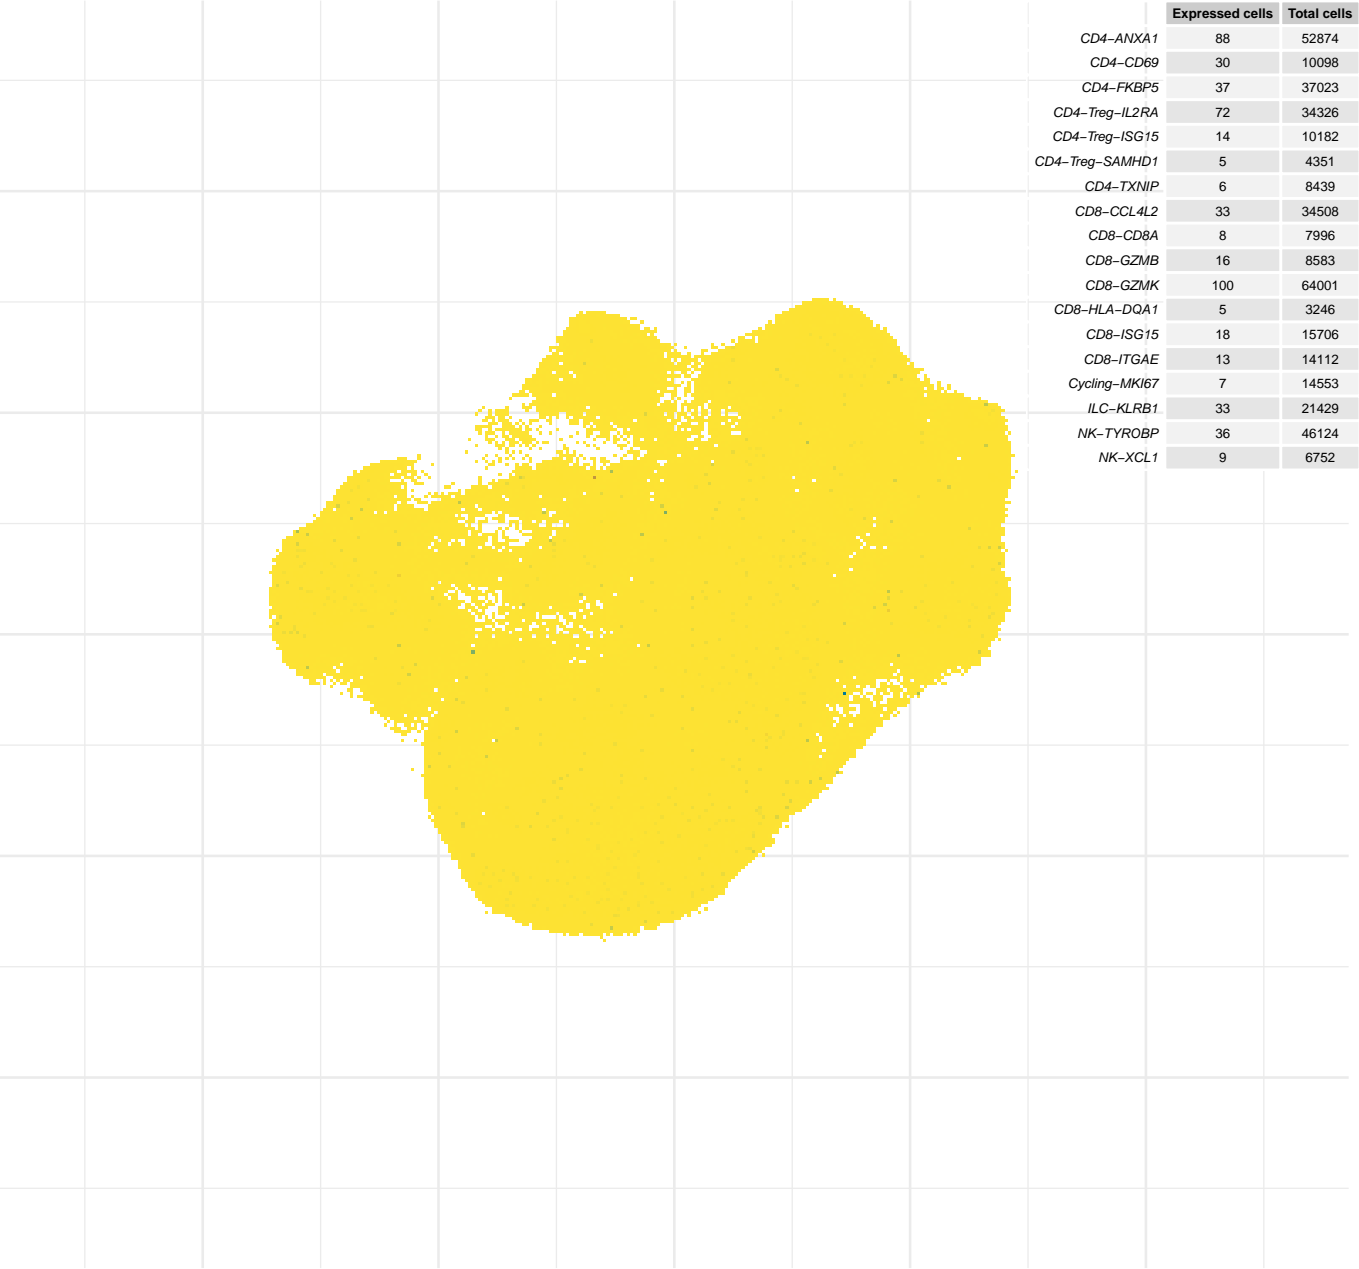 Expressed cells Total cells
CD4−ANXA1 88 52874
CD4−CD69 30 10098
CD4−FKBP5 37 37023
CD4−Treg−IL2RA 72 34326
CD4−Treg−ISG15 14 10182
CD4−Treg−SAMHD1 5 4351
CD4−TXNIP 6 8439
CD8−CCL4L2 33 34508
CD8−CD8A 8 7996
CD8−GZMB 16 8583
CD8−GZMK 100 64001
CD8−HLA−DQA1 5 3246
CD8−ISG15 18 15706
CD8−ITGAE 13 14112
Cycling−MKI67 7 14553
ILC−KLRB1 33 21429
NK−TYROBP 36 46124
NK−XCL1 9 6752